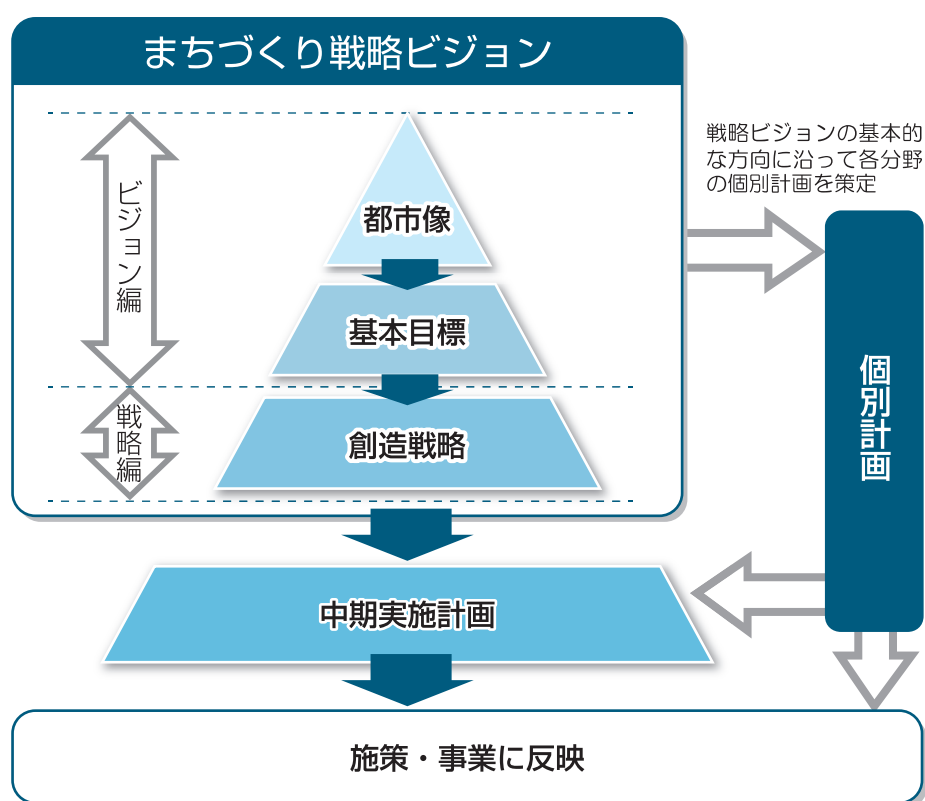 まちづくり戦略ビジョン
戦略ビジョンの基本的
な方向に沿って各分野
の個別計画を策定
ビジョン編
都市像
基本目標
戦略編
創造戦略
個別計画
中期実施計画
施策・事業に反映